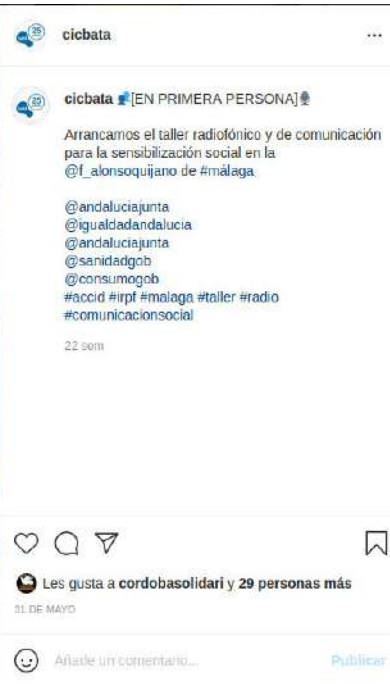 cicbata
cicbata [EN PRIMERA PERSONA]
Arrancamos el taller radiofónico y de comunicación
para la sensibilización social en la
@f_alonsoquijano de #málaga
@andaluciajunta
@igualdadandalucia
@andaluciajunta
@sanidadgob
@consumogob
#accid #irpf #malaga #taller #radio
#comunicacionsocial
22 sem
Les gusta a cordobasolidari y 29 personas más
31 DE MAYO
Añade un comentario...
Publicar